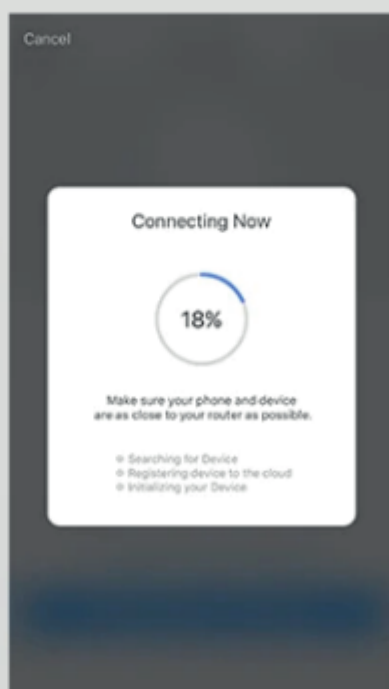 Cancel
Connecting Now
18%
Make sure your phone and device
are as close to your router as possible.
Searching for Device
Registering device to the cloud
Initializing your Device